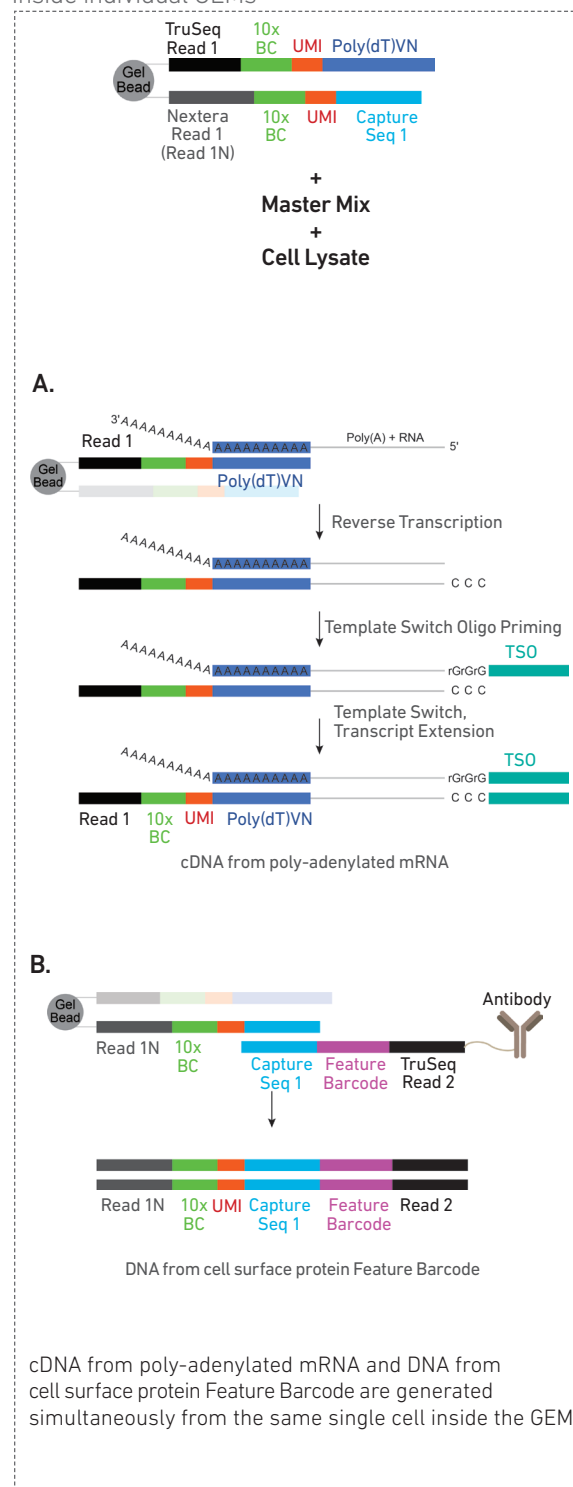 inside individual GEMs
TruSeq
Read 1
10x
BC
UMI
Poly(dT)VN
Gel
Bead
Nextera
Read 1
(Read 1N)
10x
BC
UMI
Capture
Seq 1
+
Master Mix
+
Cell Lysate
A.
3'
AAAAAAAAAA
Read 1
AAAAAAAAAA
Poly(A) + RNA
5'
Gel
Bead
Poly(dT)VN
Reverse Transcription
AAAAAAAAAA
AAAAAAAAAA
C C C
Template Switch Oligo Priming
TSO
AAAAAAAAAA
AAAAAAAAAA
rGrGrG
C C C
Template Switch,
Transcript Extension
TSO
AAAAAAAAAA
AAAAAAAAAA
rGrGrG
C C C
Read 1
10x
BC
UMI
Poly(dT)VN
cDNA from poly-adenylated mRNA
B.
Gel
Bead
Antibody
Read 1N
10x
BC
Capture
Seq 1
Feature
Barcode
TruSeq
Read 2
Read 1N
10x
BC
UMI
Capture
Seq 1
Feature
Barcode
Read 2
DNA from cell surface protein Feature Barcode
cDNA from poly-adenylated mRNA and DNA from
cell surface protein Feature Barcode are generated
simultaneously from the same single cell inside the GEM